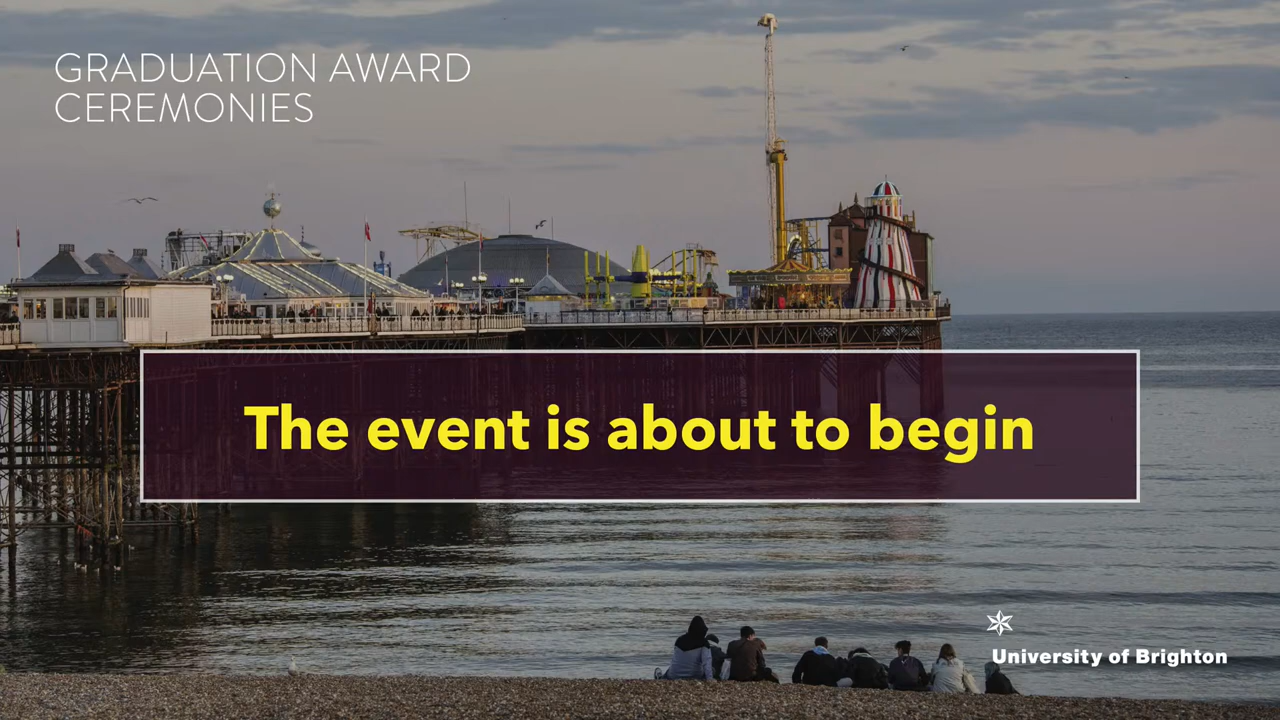 GRADUATION AWARD
CEREMONIES
The event is about to begin
University of Brighton